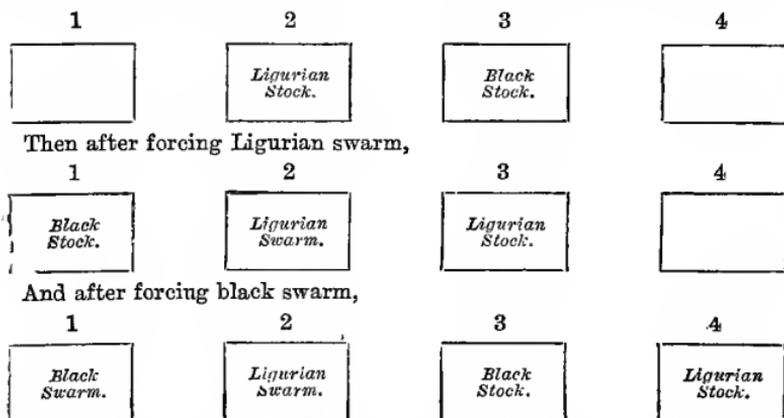 1 2 3 4
Ligurian Black
Stock. Stock.
Then after forcing Ligurian swarm,
1 2 3 4
Black Ligurian Ligurian
Stock. Swarm. Stock.
And after forcing black swarm,
1 2 3 4
Black Ligurian Black Ligurian
Swarm. Swarm. Stock. Stock.